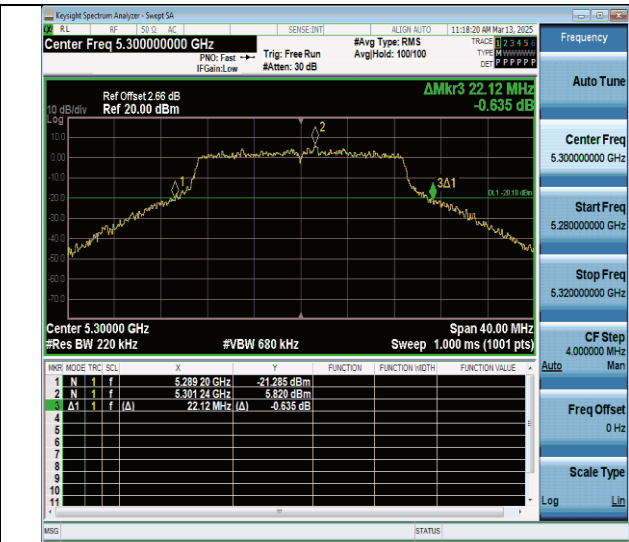 Keysight Spectrum Analyzer - Swept SA
RL RF 50 Ω AC SENSE:INT ALIGN AUTO 11:18:20 AM Mar 13, 2025
Center Freq 5.300000000 GHz
PNO: Fast
IFGain:Low
Trig: Free Run
#Atten: 30 dB
#Avg Type: RMS
Avg|Hold: 100/100
TRACE 1 2 3 4 5 6
TYPE M W W W W W
DET P P P P P P
Frequency
Auto Tune
Center Freq
5.300000000 GHz
Start Freq
5.280000000 GHz
Stop Freq
5.320000000 GHz
CF Step
4.000000 MHz
Auto Man
Freq Offset
0 Hz
Scale Type
Log Lin
Ref Offset 2.66 dB
Ref 20.00 dBm
10 dB/div
Log
ΔMkr3 22.12 MHz
-0.635 dB
10.0
0.00
-10.0
-20.0
-30.0
-40.0
-50.0
-60.0
-70.0
1
2
3Δ1
DL1 -20.18 dBm
Center 5.30000 GHz
#Res BW 220 kHz
#VBW 680 kHz
Span 40.00 MHz
Sweep 1.000 ms (1001 pts)
MKR MODE TRC SCL X Y FUNCTION FUNCTION WIDTH FUNCTION VALUE
1 N 1 f 5.289 20 GHz -21.285 dBm
2 N 1 f 5.301 24 GHz 5.820 dBm
3 Δ1 1 f (Δ) 22.12 MHz (Δ) -0.635 dB
4
5
6
7
8
9
10
11
MSG STATUS